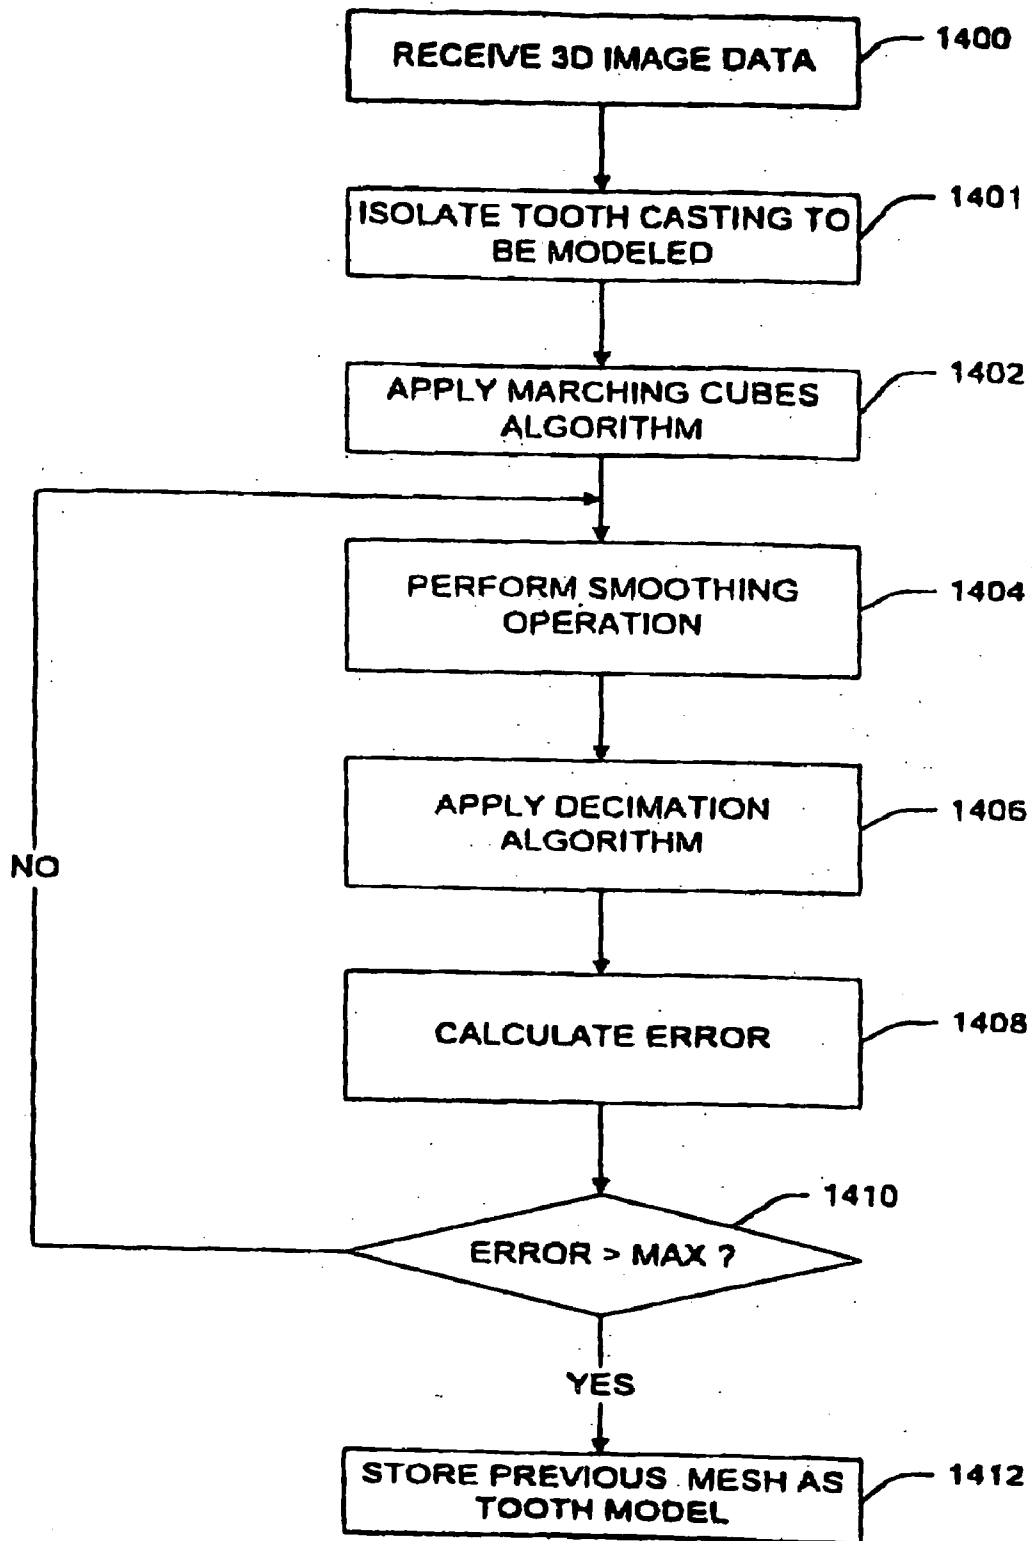 RECEIVE 3D IMAGE DATA
1400
ISOLATE TOOTH CASTING TO
BE MODELED
1401
APPLY MARCHING CUBES
ALGORITHM
1402
PERFORM SMOOTHING
OPERATION
1404
APPLY DECIMATION
ALGORITHM
1406
NO
CALCULATE ERROR
1408
1410
ERROR > MAX ?
YES
STORE PREVIOUS MESH AS
TOOTH MODEL
1412